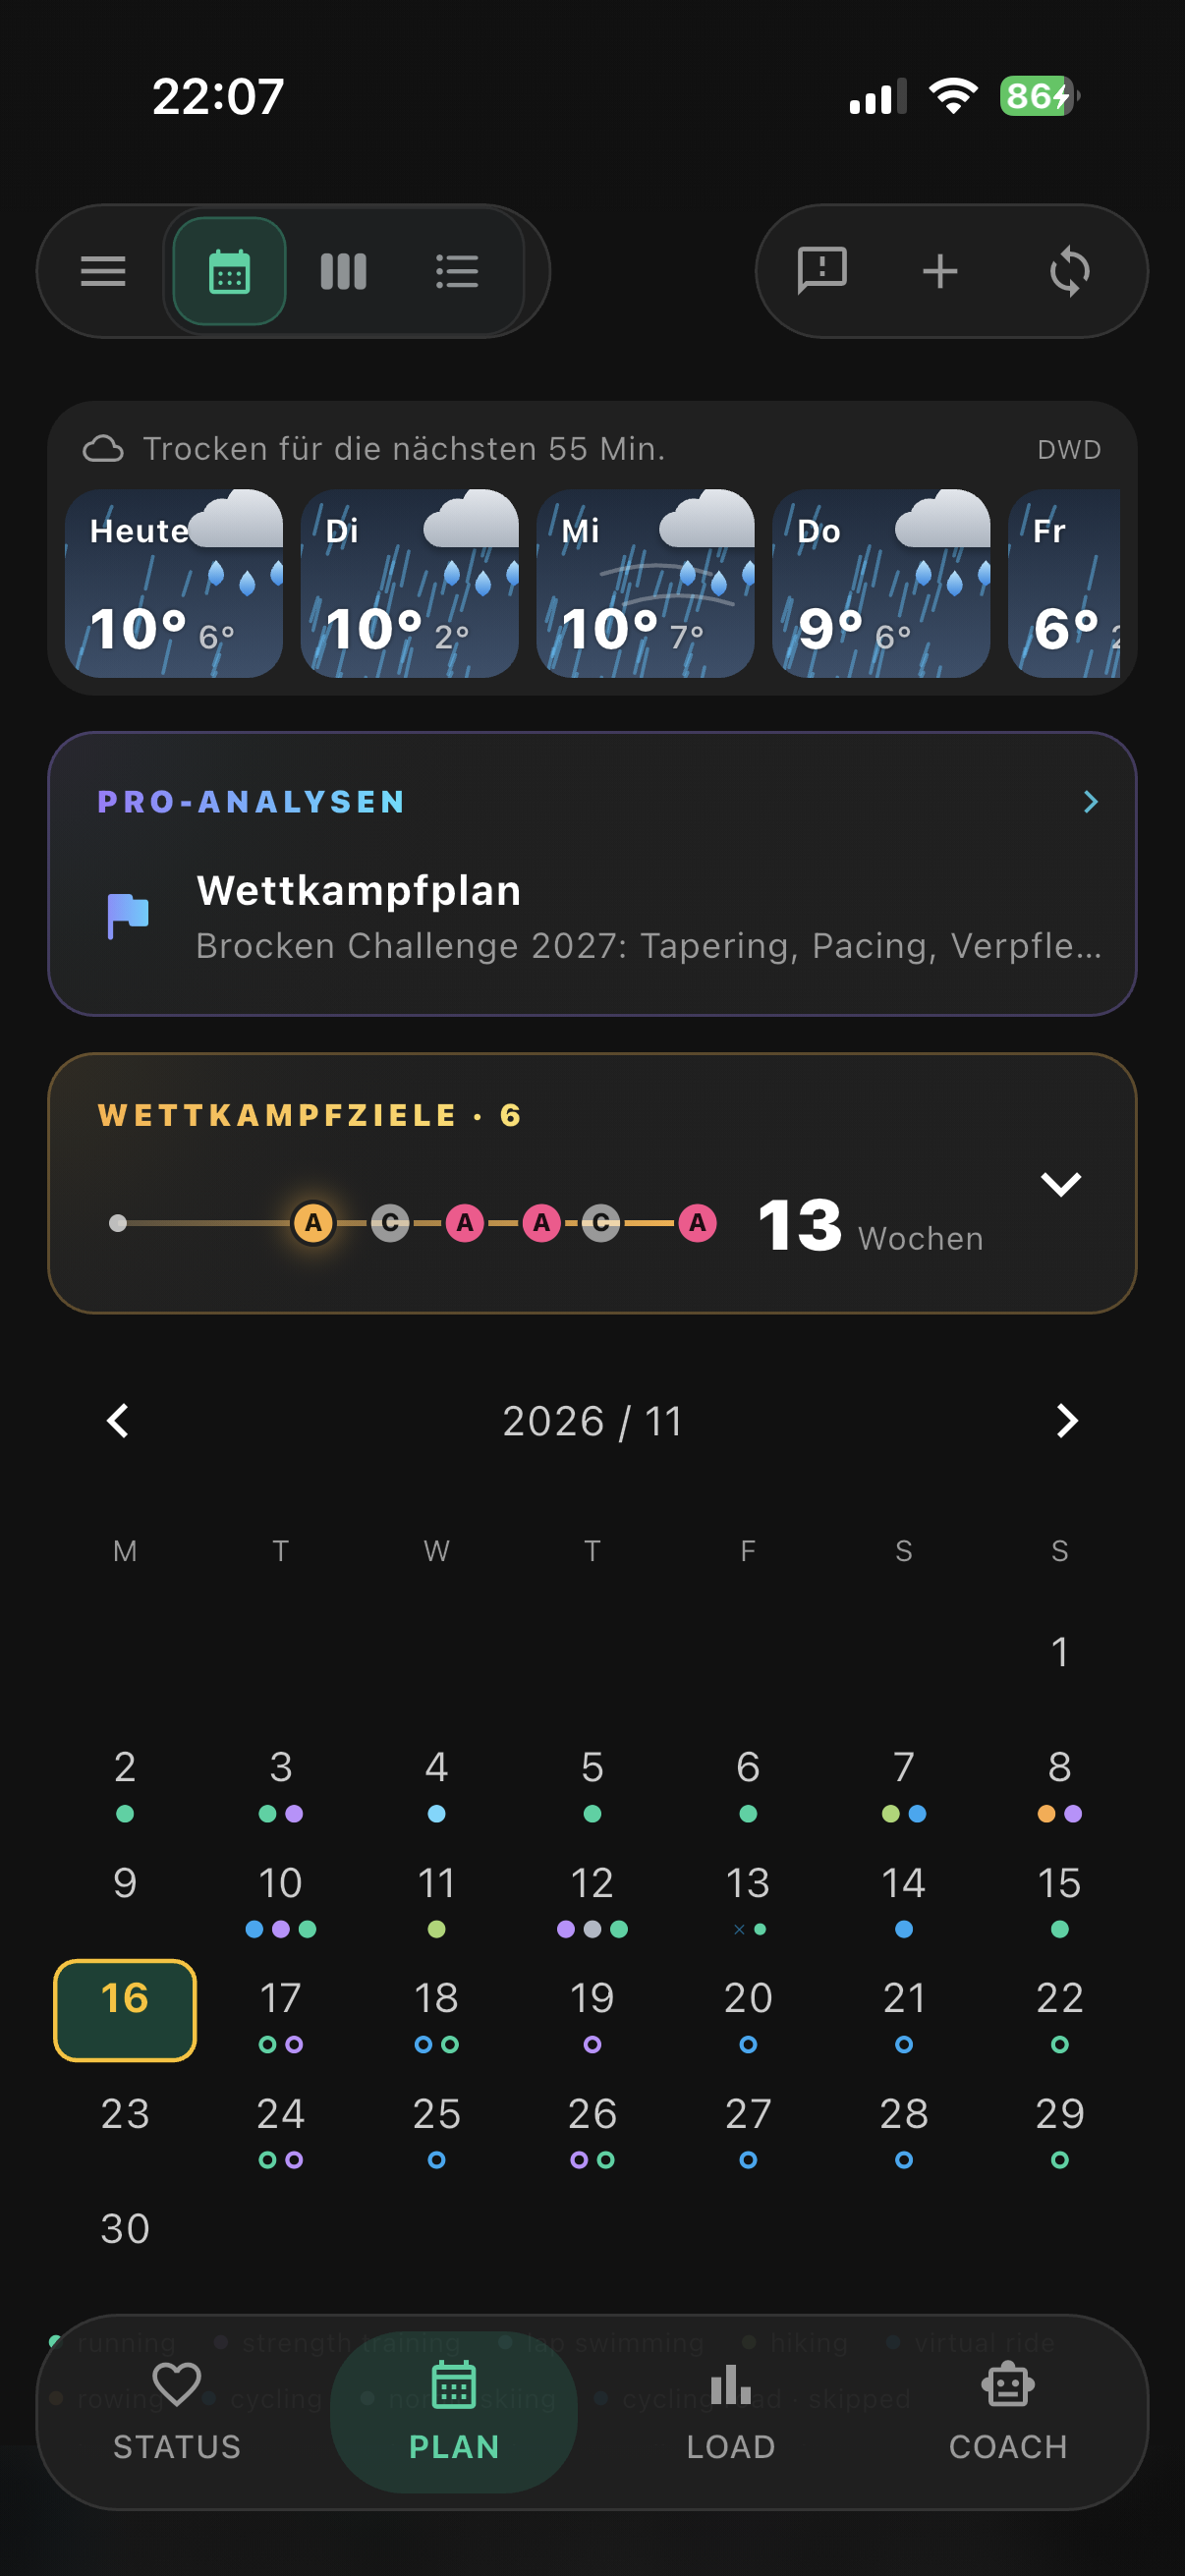 22:07
86
Trocken für die nächsten 55 Min. DWD
Heute Di Mi Do Fr
10° 6° 10° 2° 10° 7° 9° 6° 6°
PRO-ANALYSEN
Wettkampfplan
Brocken Challenge 2027: Tapering, Pacing, Verpfle...
WETTKAMPFZIELE · 6
A C A A C A 13 Wochen
2026 / 11
M T W T F S S
1
2 3 4 5 6 7 8
9 10 11 12 13 14 15
16 17 18 19 20 21 22
23 24 25 26 27 28 29
30
running strength training lap swimming hiking virtual ride
rowing cycling skiing cycling · skipped
STATUS PLAN LOAD COACH